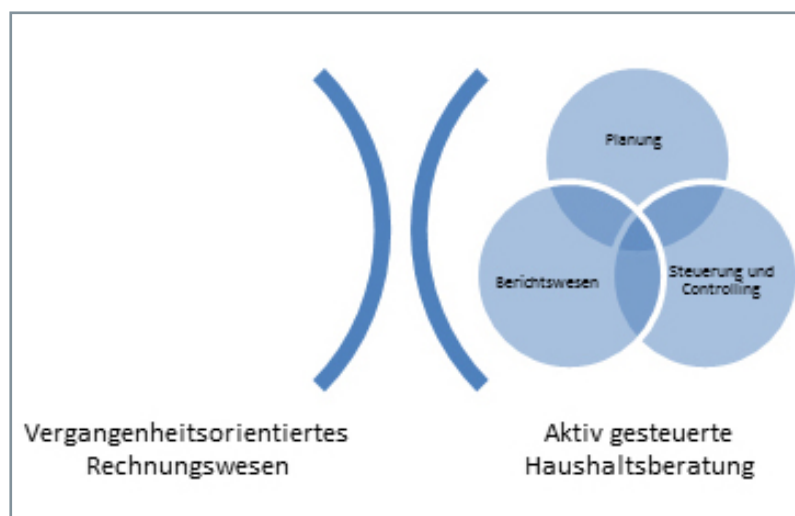 Planung
Berichtswesen
Steuerung und
Controlling
Vergangenheitsorientiertes
Rechnungswesen
Aktiv gesteuerte
Haushaltsberatung